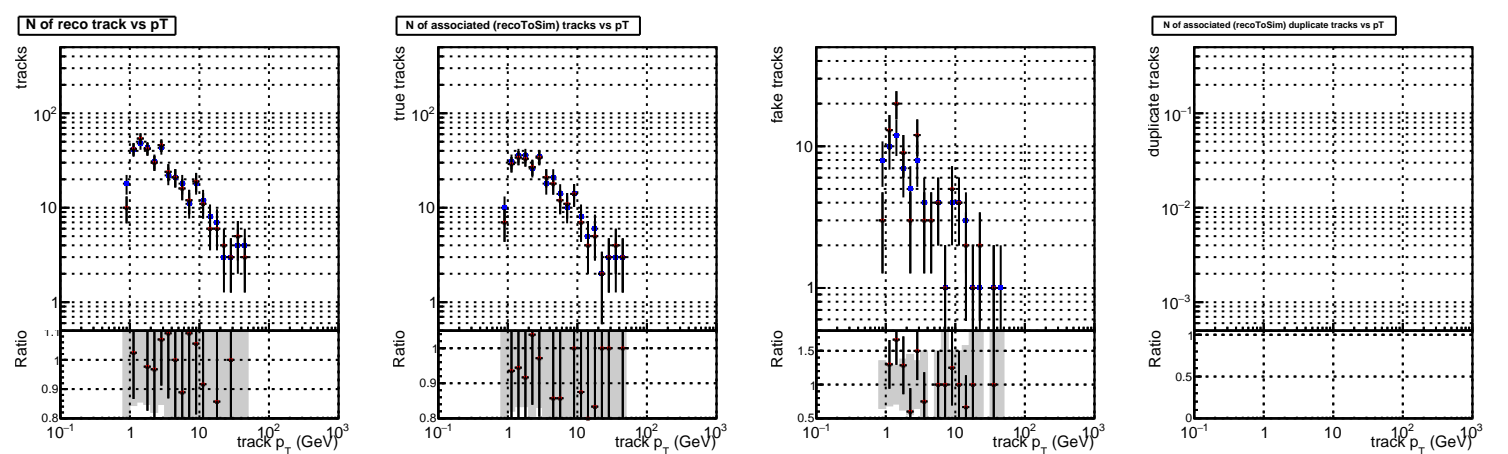 N of reco track vs pT
tracks
10²
10
1
Ratio
1.1
1
0.9
0.8
10⁻¹ 1 10 10² 10³
track p_T (GeV)
N of associated (recoToSim) tracks vs pT
true tracks
10²
10
1
Ratio
1
0.9
0.8
10⁻¹ 1 10 10² 10³
track p_T (GeV)
fake tracks
10
1
Ratio
1.5
1
0.5
10⁻¹ 1 10 10² 10³
track p_T (GeV)
N of associated (recoToSim) duplicate tracks vs pT
duplicate tracks
10⁻¹
10⁻²
10⁻³
Ratio
1
0.5
0
10⁻¹ 1 10 10² 10³
track p_T (GeV)